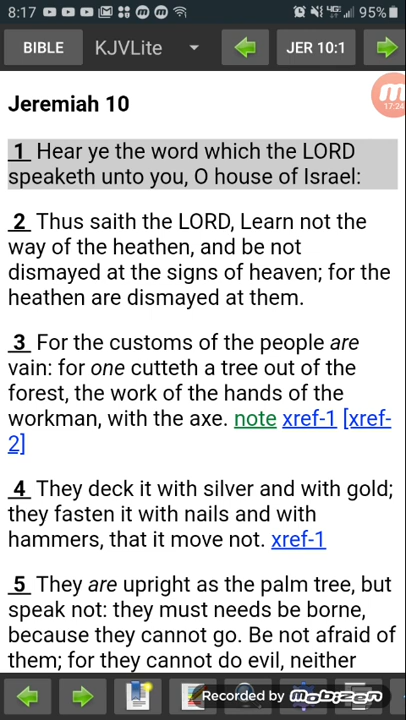 8:17 95%
BIBLE KJVLite JER 10:1
Jeremiah 10
17:24
1 Hear ye the word which the LORD
speaketh unto you, O house of Israel:
2 Thus saith the LORD, Learn not the
way of the heathen, and be not
dismayed at the signs of heaven; for the
heathen are dismayed at them.
3 For the customs of the people are
vain: for one cutteth a tree out of the
forest, the work of the hands of the
workman, with the axe. note xref-1 [xref-
2]
4 They deck it with silver and with gold;
they fasten it with nails and with
hammers, that it move not. xref-1
5 They are upright as the palm tree, but
speak not: they must needs be borne,
because they cannot go. Be not afraid of
them; for they cannot do evil, neither
Recorded by mobizen